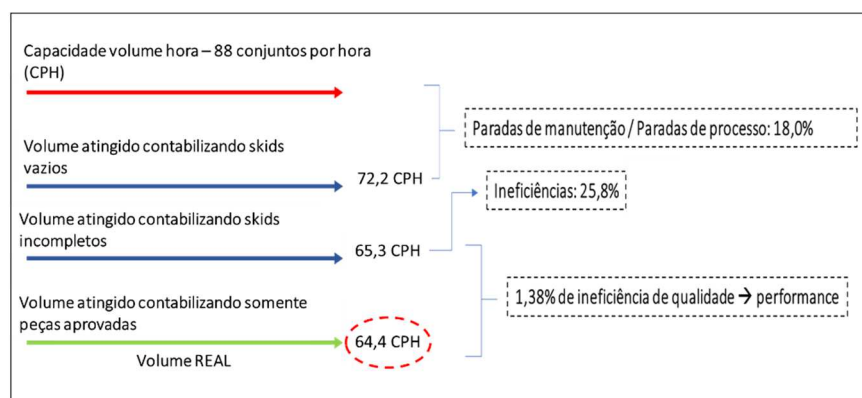 Capacidade volume hora – 88 conjuntos por hora
(CPH)
Paradas de manutenção / Paradas de processo: 18,0%
Volume atingido contabilizando skids
vazios
72,2 CPH
Ineficiências: 25,8%
Volume atingido contabilizando skids
incompletos
65,3 CPH
1,38% de ineficiência de qualidade → performance
Volume atingido contabilizando somente
peças aprovadas
64,4 CPH
Volume REAL